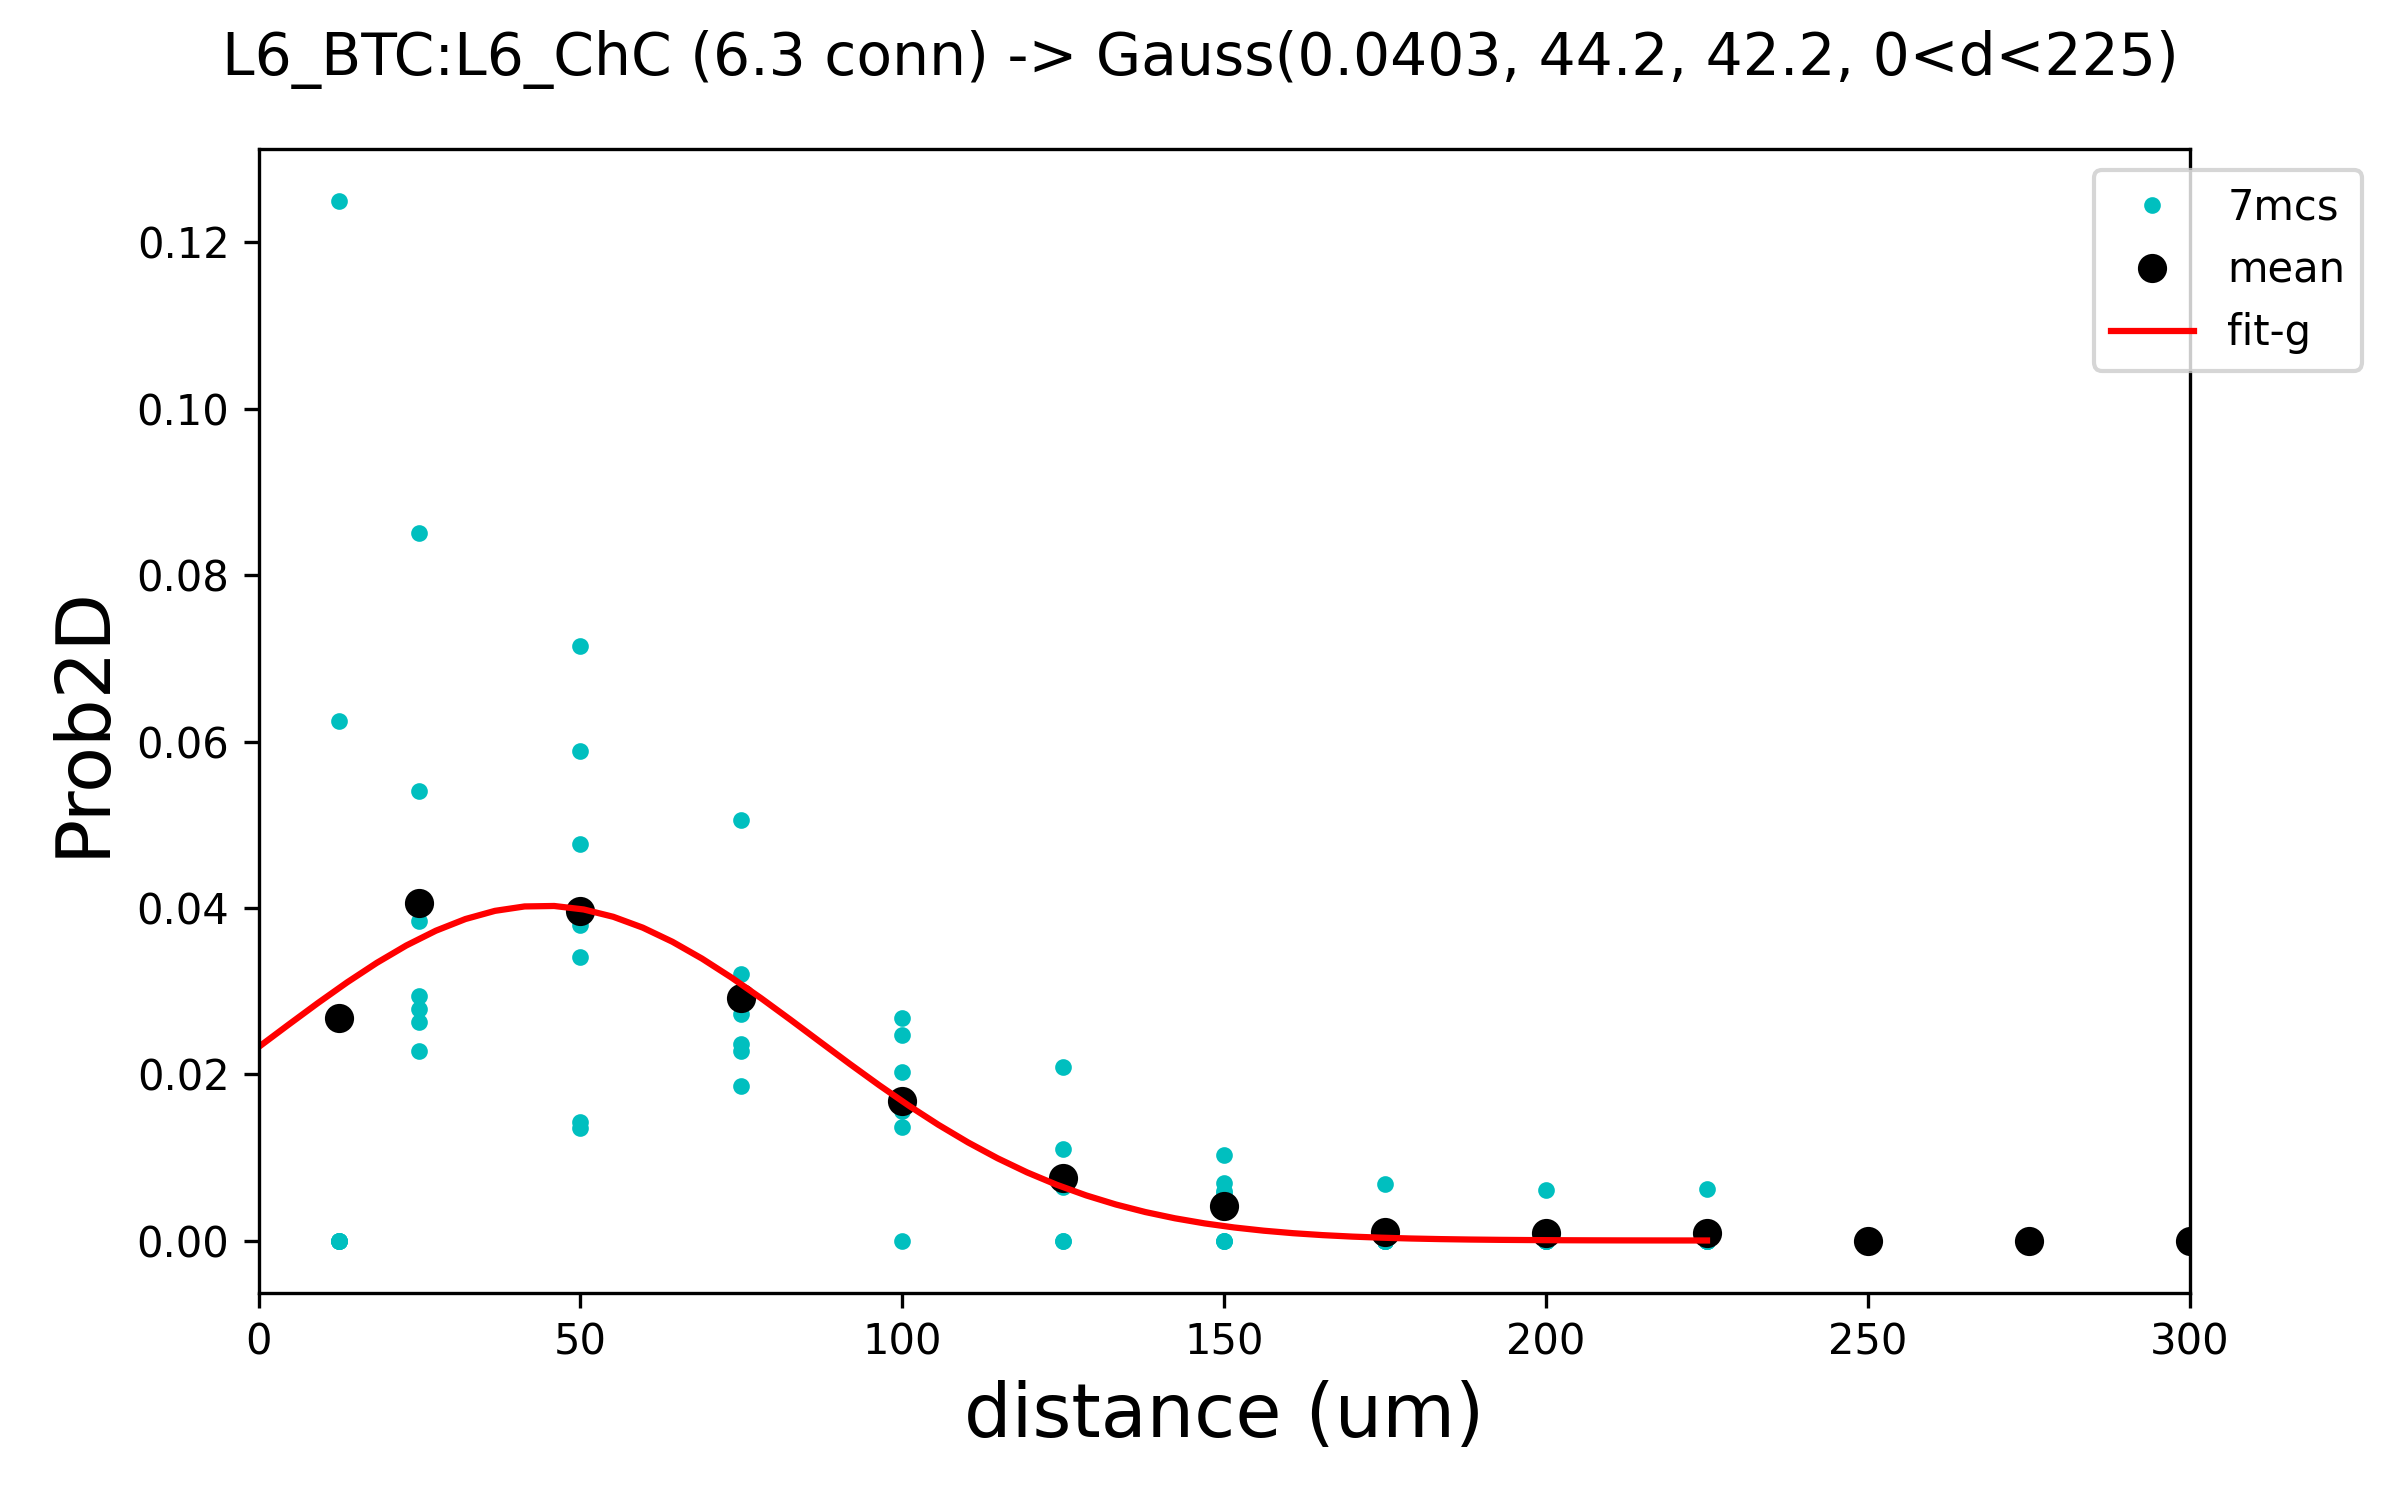 L6_BTC:L6_ChC (6.3 conn) -> Gauss(0.0403, 44.2, 42.2, 0<d<225)
7mcs
mean
fit-g
0.12
0.10
0.08
0.06
0.04
0.02
0.00
Prob2D
0 50 100 150 200 250 300
distance (um)